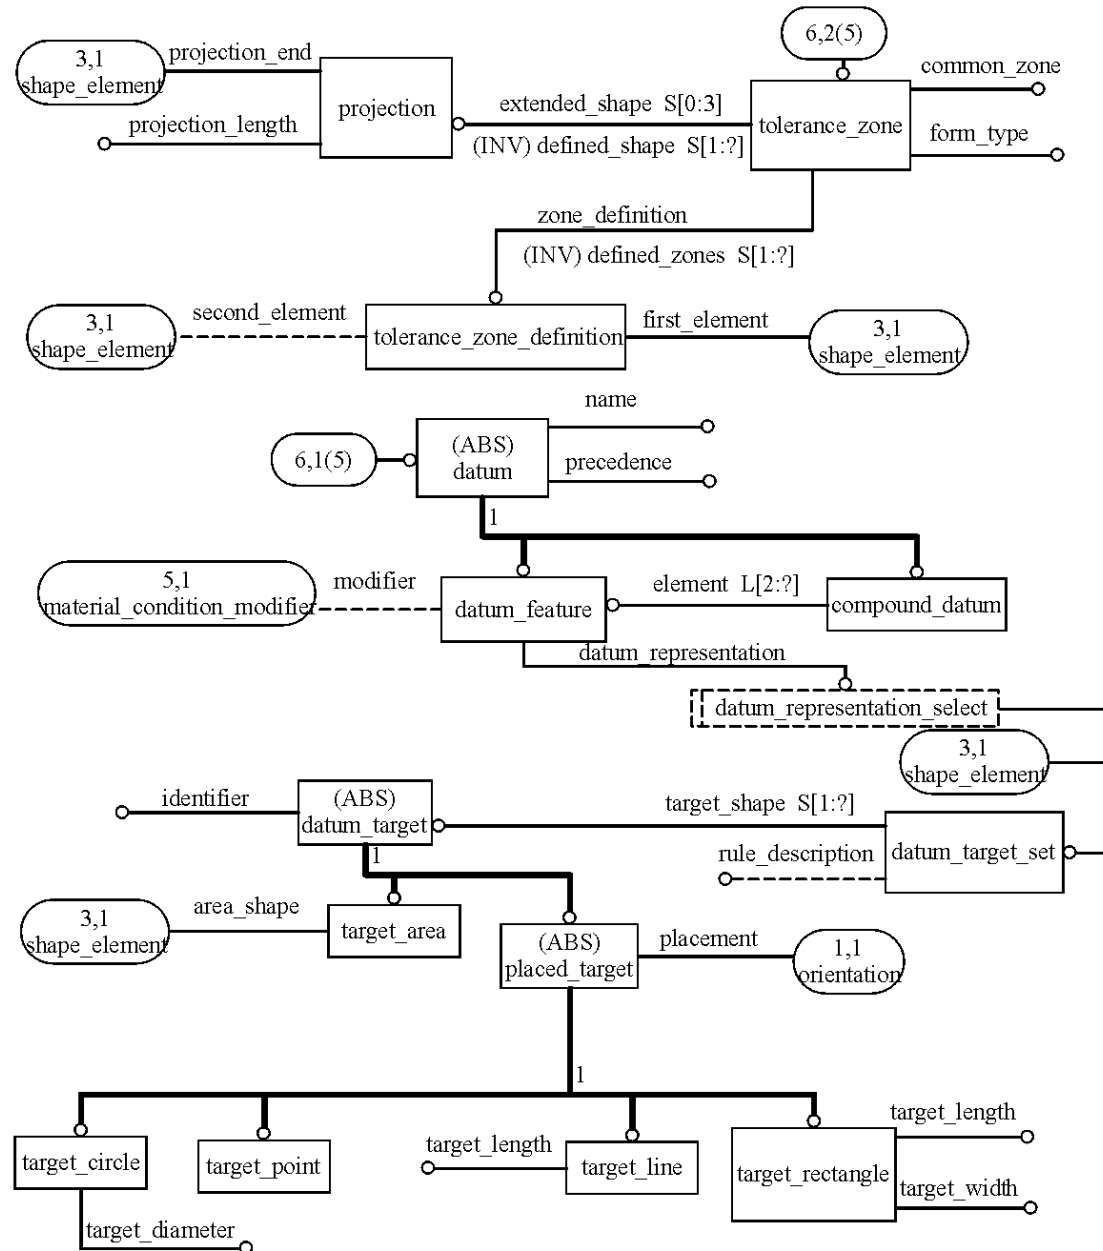 6,2(5)
3,1
shape_element
projection_end
common_zone
projection
extended_shape S[0:3]
projection_length
tolerance_zone
form_type
(INV) defined_shape S[1:?]
zone_definition
(INV) defined_zones S[1:?]
3,1
shape_element
second_element
tolerance_zone_definition
first_element
3,1
shape_element
name
(ABS)
datum
6,1(5)
precedence
1
5,1
material_condition_modifier
modifier
datum_feature
element L[2:?]
compound_datum
datum_representation
datum_representation_select
3,1
shape_element
identifier
(ABS)
datum_target
target_shape S[1:?]
1
rule_description
datum_target_set
3,1
shape_element
area_shape
target_area
(ABS)
placed_target
placement
1,1
orientation
1
target_circle
target_point
target_length
target_line
target_rectangle
target_length
target_width
target_diameter